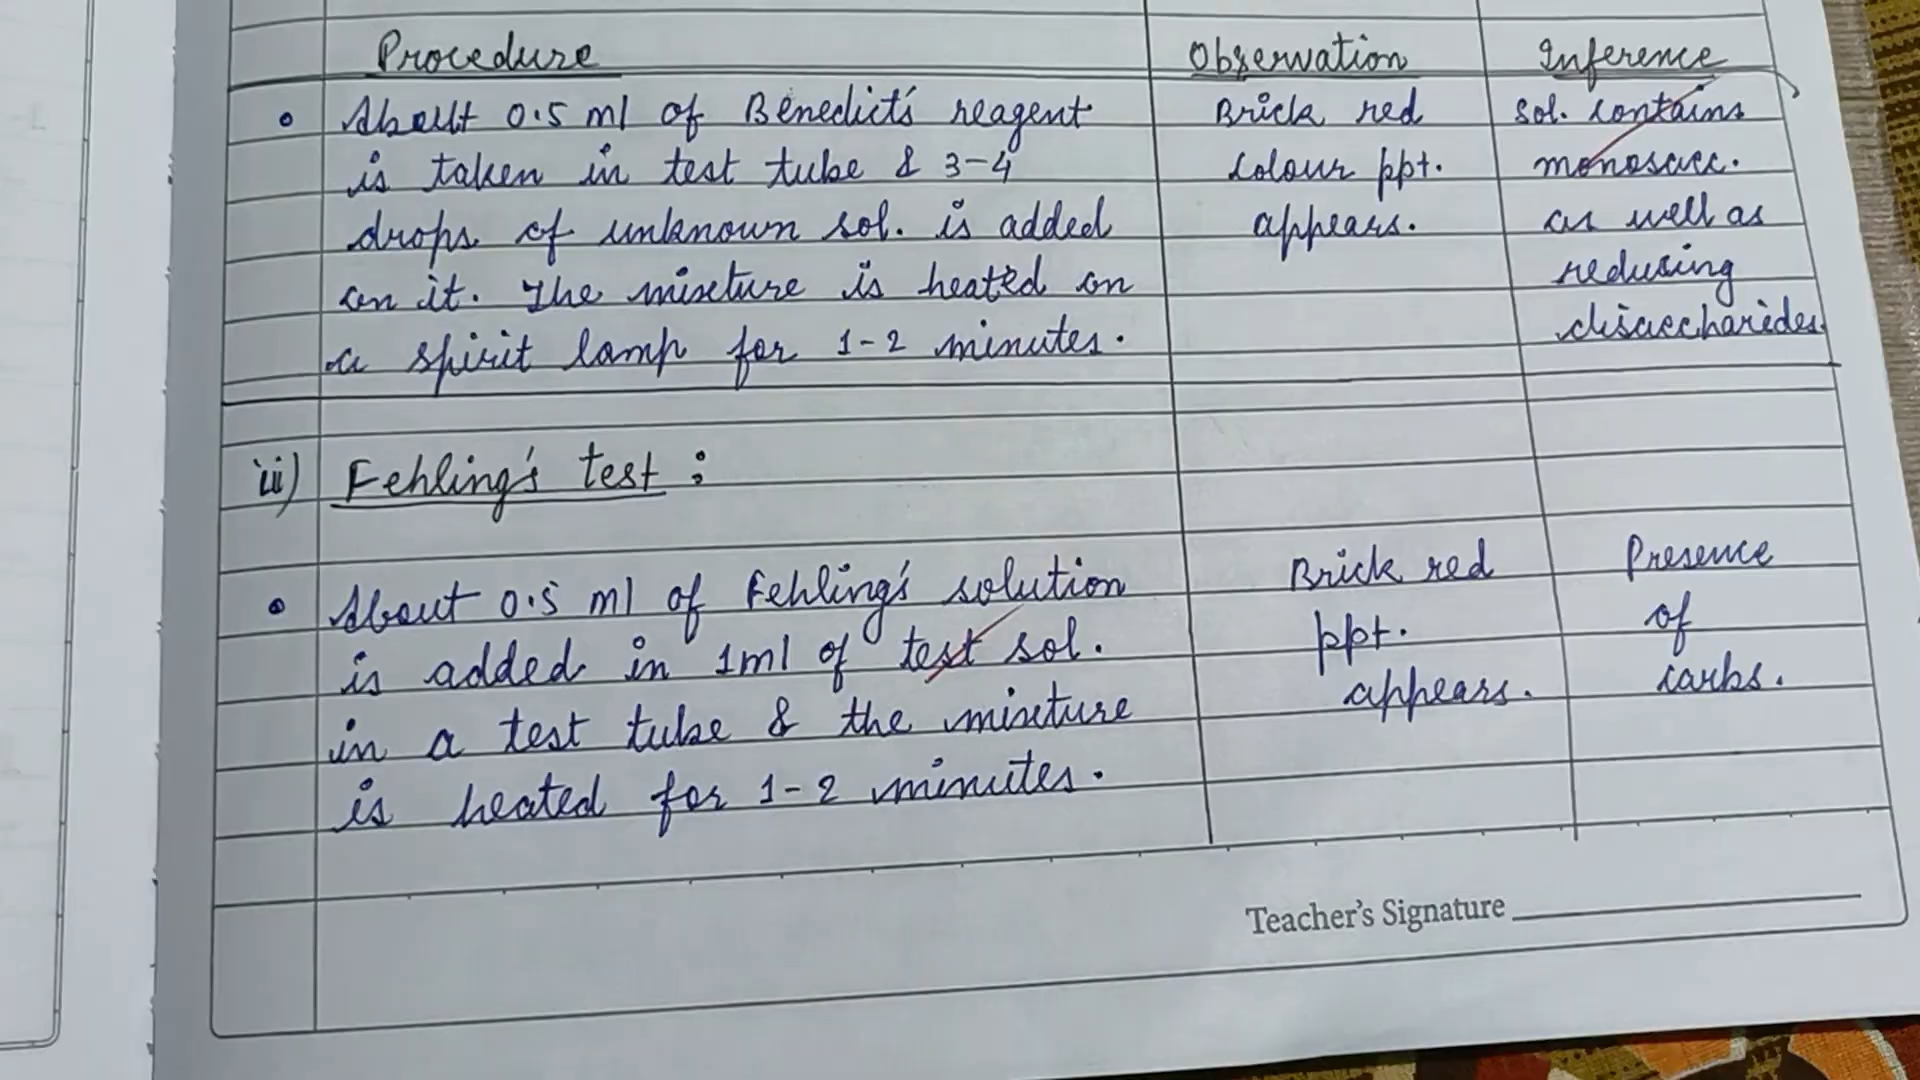 Procedure Observation Inference
• About 0.5 ml of Benedict's reagent Brick red sol. contains
is taken in test tube & 3-4 colour ppt. monosacc.
drops of unknown sol. is added appears. as well as
on it. The mixture is heated on reducing
a spirit lamp for 1-2 minutes. disaccharides.
iii) Fehling's test :
• About 0.5 ml of Fehling's solution Brick red Presence
is added in 1ml of test sol. ppt. of
in a test tube & the mixture appears. carbs.
is heated for 1-2 minutes.
Teacher's Signature